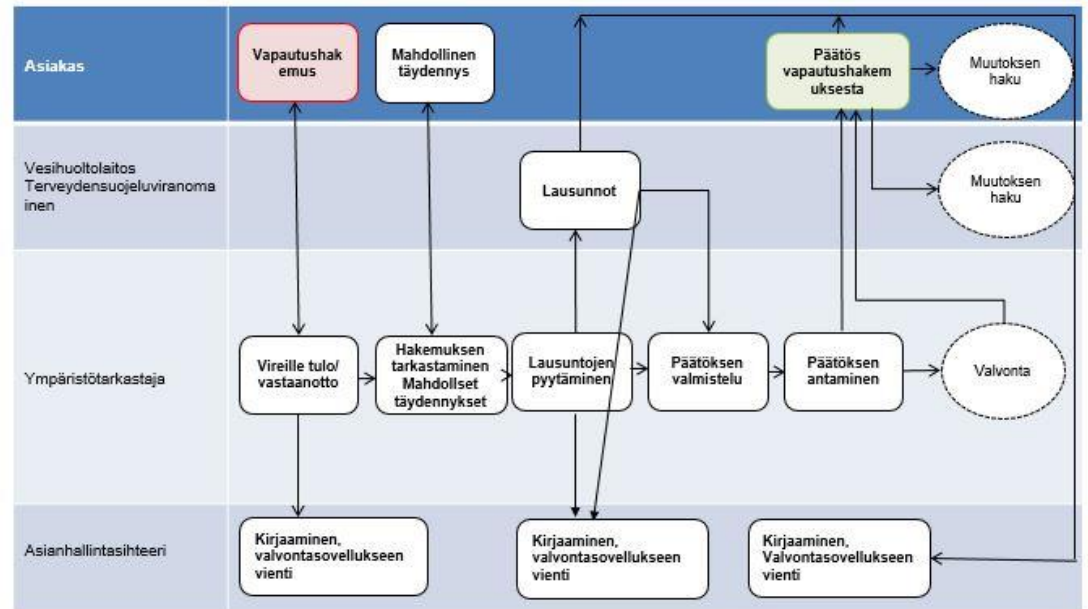 Asiakas
Vapautushak
emus
Mahdollinen
täydennys
Päätös
vapautushakem
uksesta
Muutoksen
haku
Vesihuoltolaitos
Terveydensuojeluviranoma
inen
Lausunnot
Muutoksen
haku
Ympäristötarkastaja
Vireille tulo/
vastaanotto
Hakemuksen
tarkastaminen
Mahdollset
täydennykset
Lausuntojen
pyytäminen
Päätöksen
valmistelu
Päätöksen
antaminen
Valvonta
Asianhallintasihteeri
Kirjaaminen,
valvontasovellukseen
vienti
Kirjaaminen,
valvontasovellukseen
vienti
Kirjaaminen,
Valvontasovellukseen
vienti